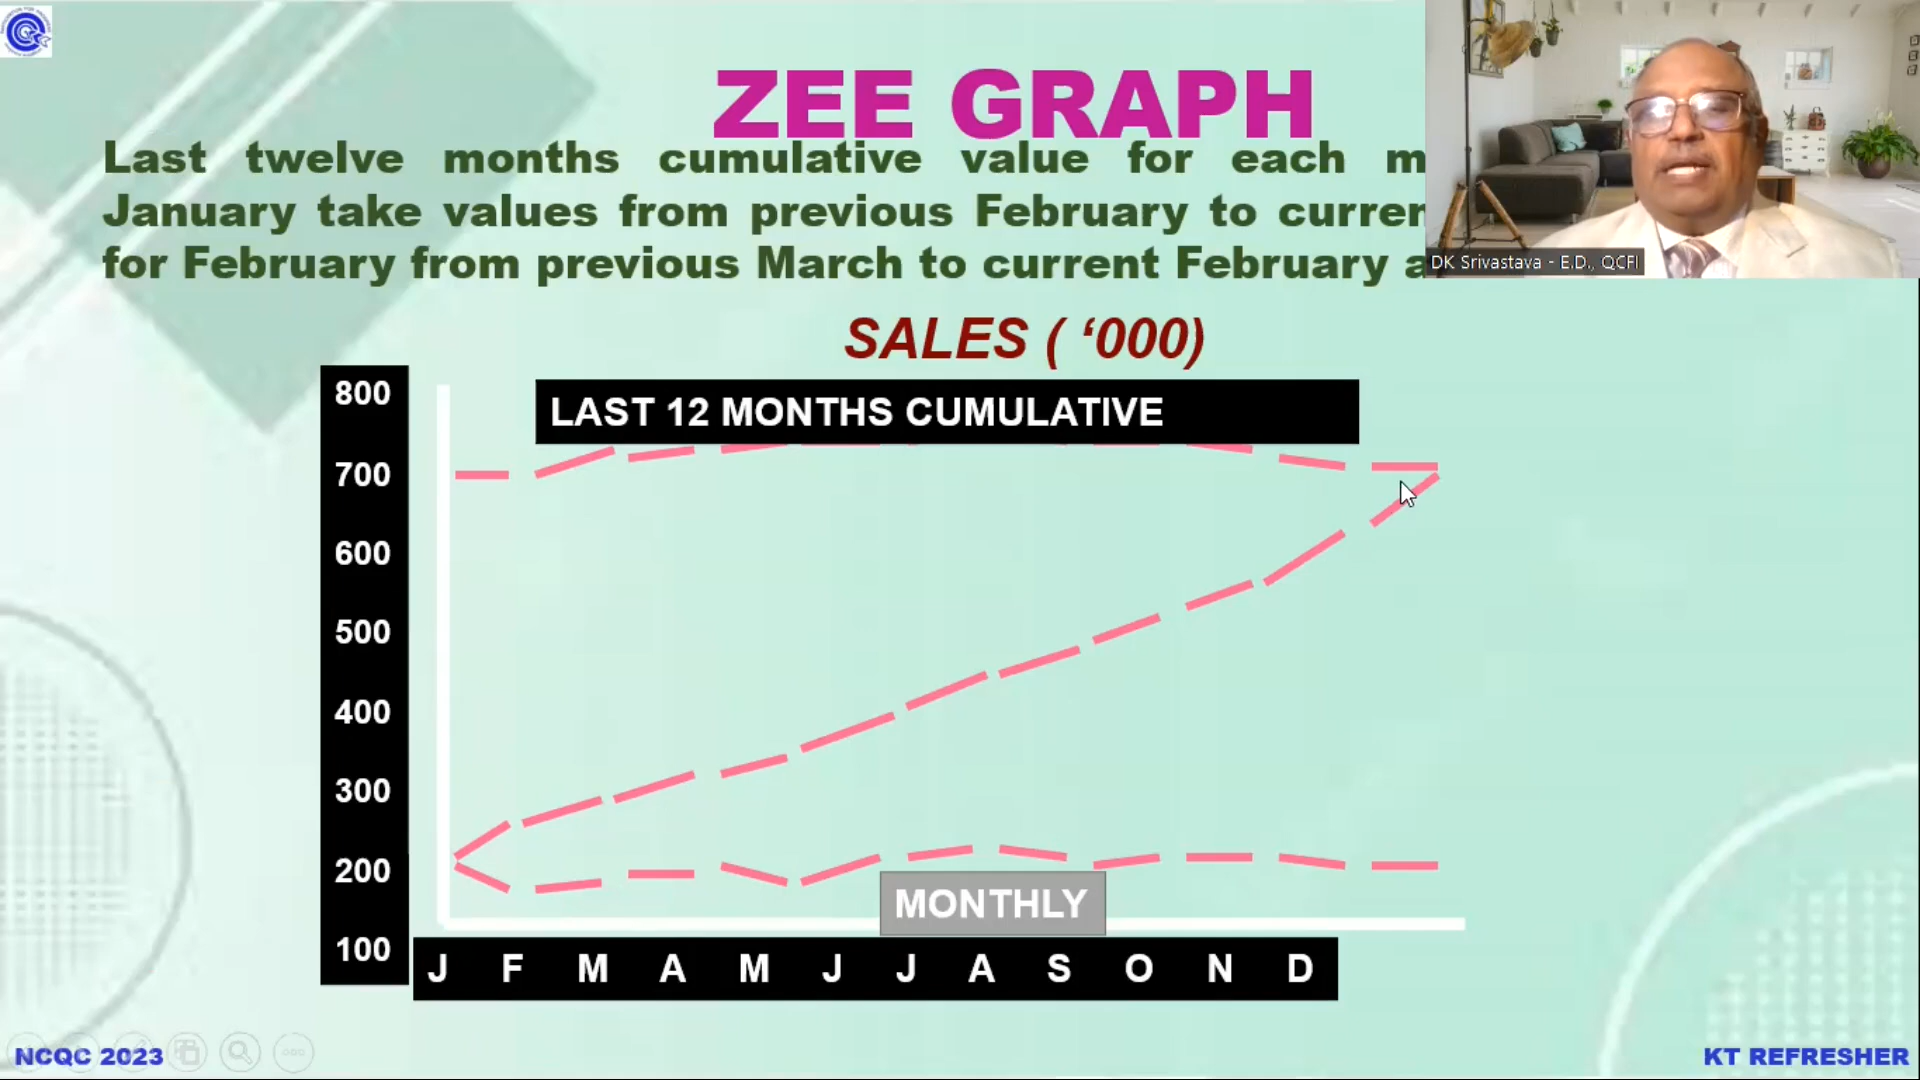 ZEE GRAPH
Last twelve months cumulative value for each m
January take values from previous February to curren
for February from previous March to current February a
DK Srivastava - E.D., QCFI
SALES ( ‘000)
LAST 12 MONTHS CUMULATIVE
800
700
600
500
400
300
200
100
MONTHLY
J F M A M J J A S O N D
NCQC 2023
KT REFRESHER